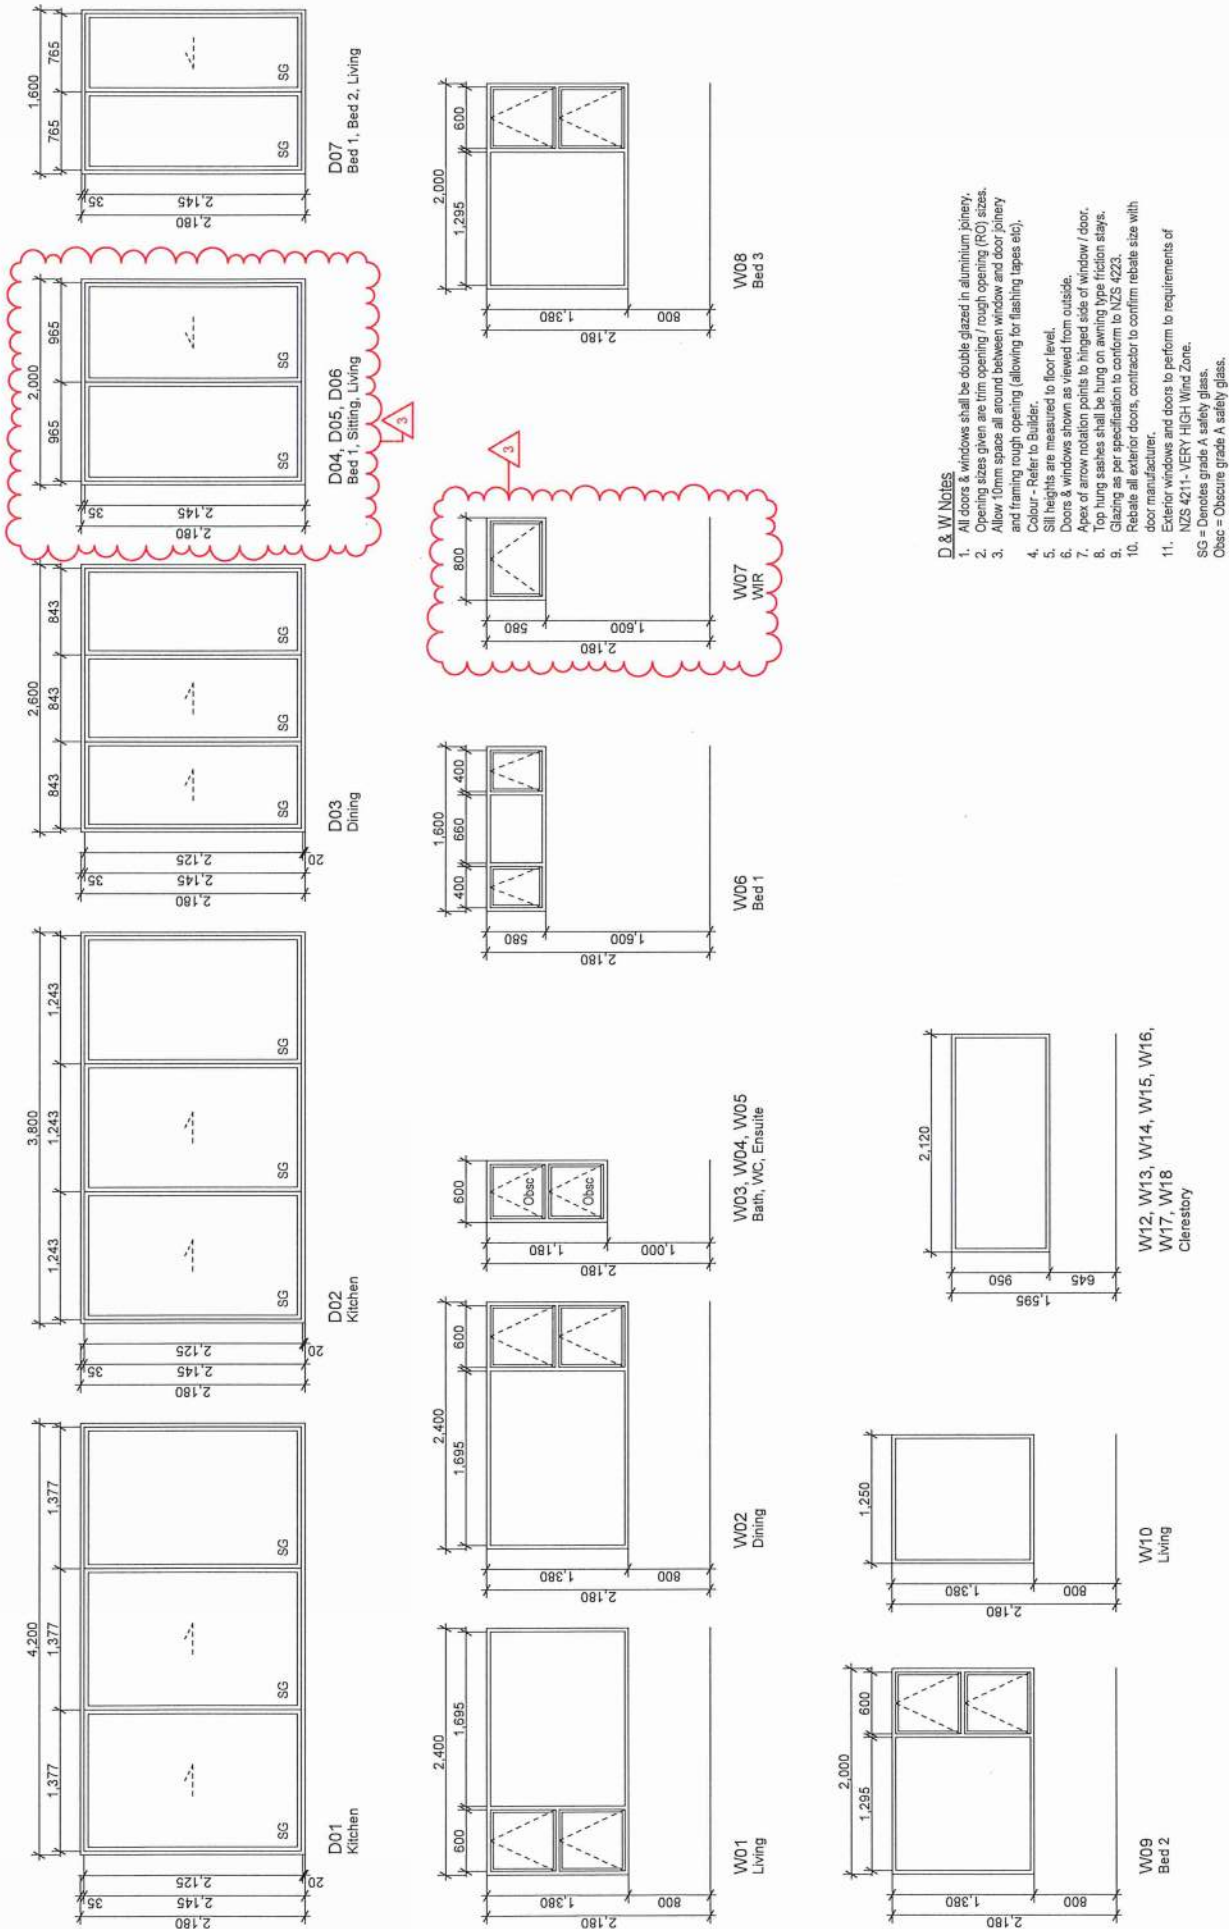 4,200
1,377
1,377
1,377
35
2,125
2,145
2,180
20
SG
SG
SG
D01
Kitchen
3,800
1,243
1,243
1,243
35
2,125
2,145
2,180
20
SG
SG
SG
D02
Kitchen
2,600
843
843
843
35
2,125
2,145
2,180
20
SG
SG
SG
D03
Dining
2,000
965
965
35
2,145
2,180
SG
SG
D04, D05, D06
Bed 1, Sitting, Living
3
1,600
765
765
35
2,145
2,180
SG
SG
D07
Bed 1, Bed 2, Living
2,400
600
1,695
1,380
800
2,180
W01
Living
2,400
1,695
600
1,380
800
2,180
W02
Dining
600
Obsc
Obsc
1,180
1,000
2,180
W03, W04, W05
Bath, WC, Ensuite
1,600
400
660
400
580
1,600
2,180
W06
Bed 1
800
580
1,600
2,180
W07
WIR
3
2,000
1,295
600
1,380
800
2,180
W08
Bed 3
2,000
1,295
600
1,380
800
2,180
W09
Bed 2
1,250
1,380
800
2,180
W10
Living
2,120
950
645
1,595
W12, W13, W14, W15, W16,
W17, W18
Clerestory
D & W Notes
1. All doors & windows shall be double glazed in aluminium joinery.
2. Opening sizes given are trim opening / rough opening (RO) sizes.
3. Allow 10mm space all around between window and door joinery
and framing rough opening (allowing for flashing tapes etc).
4. Colour - Refer to Builder.
5. Sill heights are measured to floor level.
6. Doors & windows shown as viewed from outside.
7. Apex of arrow notation points to hinged side of window / door.
8. Top hung sashes shall be hung on awning type friction stays.
9. Glazing as per specification to conform to NZS 4223.
10. Rebate all exterior doors, contractor to confirm rebate size with
door manufacturer.
11. Exterior windows and doors to perform to requirements of
NZS 4211- VERY HIGH Wind Zone.
SG = Denotes grade A safety glass.
Obsc = Obscure grade A safety glass.